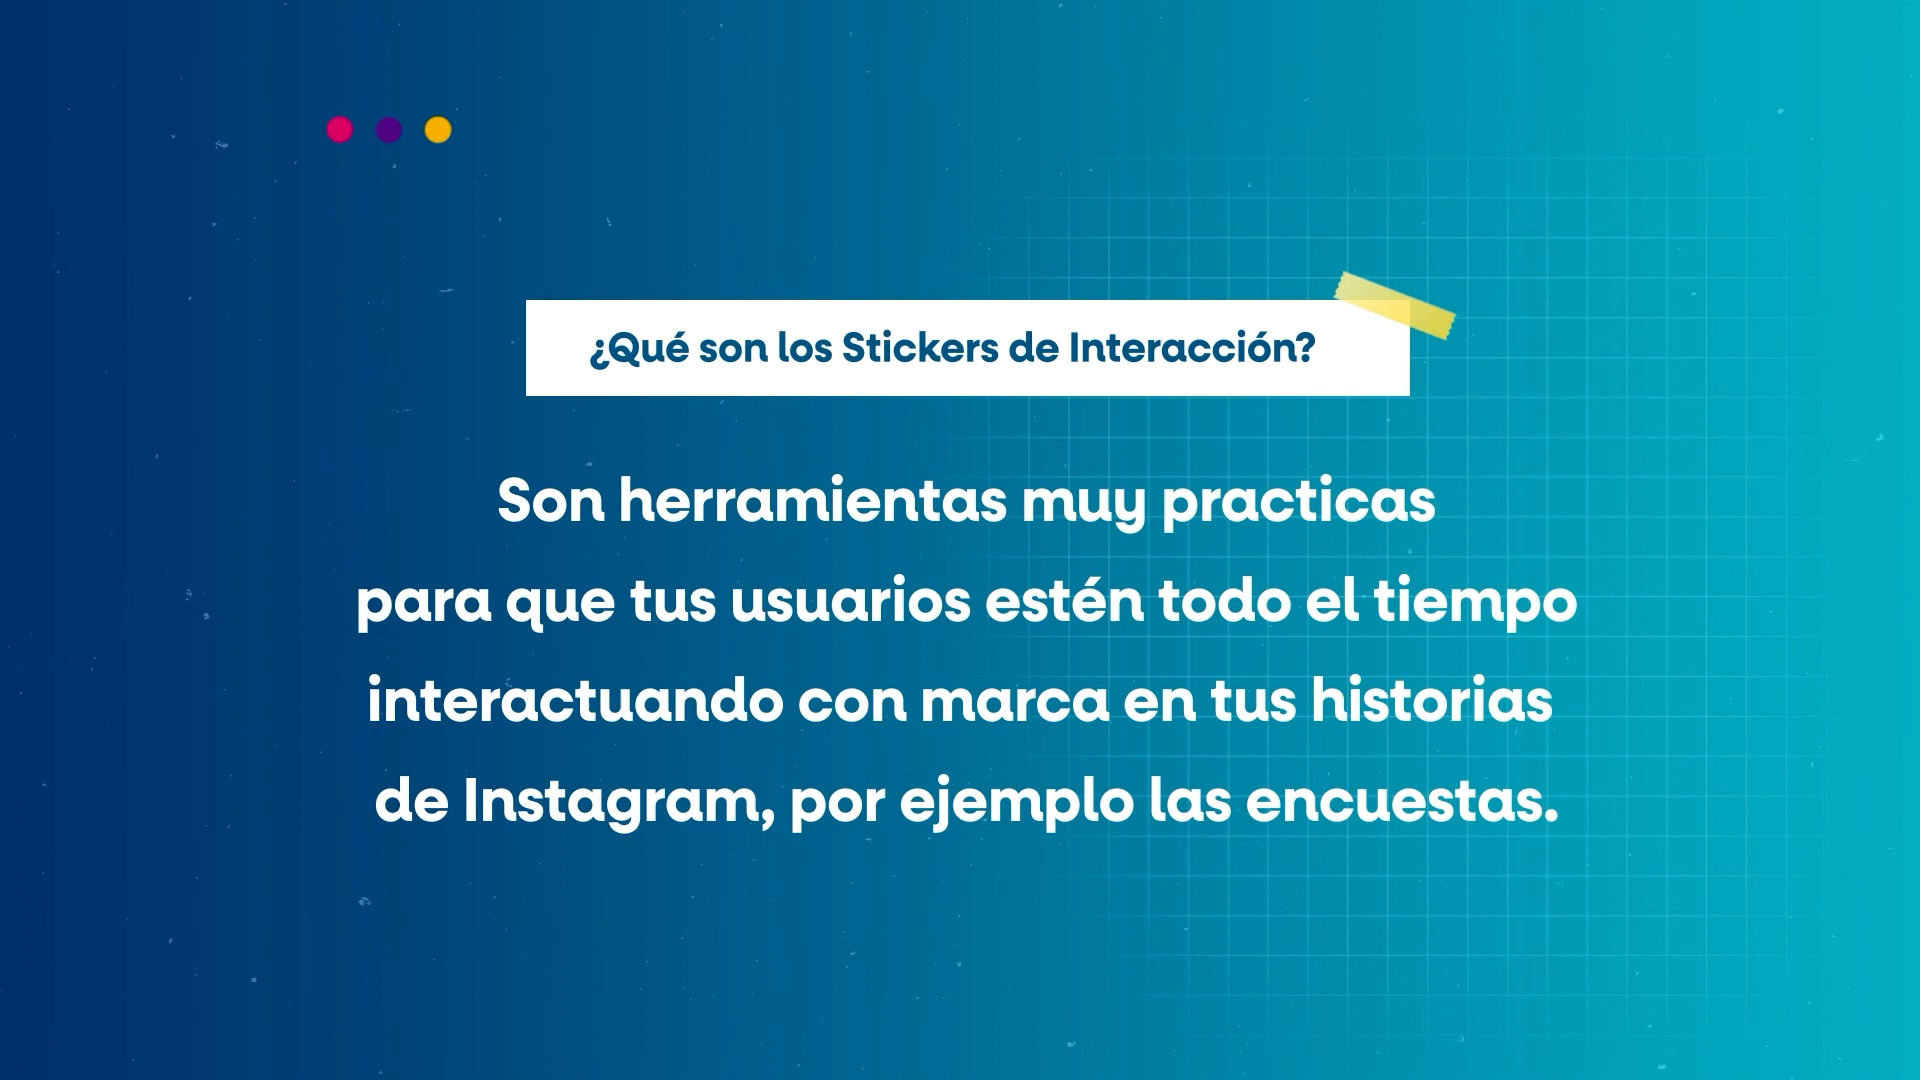 ¿Qué son los Stickers de Interacción?
Son herramientas muy practicas
para que tus usuarios estén todo el tiempo
interactuando con marca en tus historias
de Instagram, por ejemplo las encuestas.